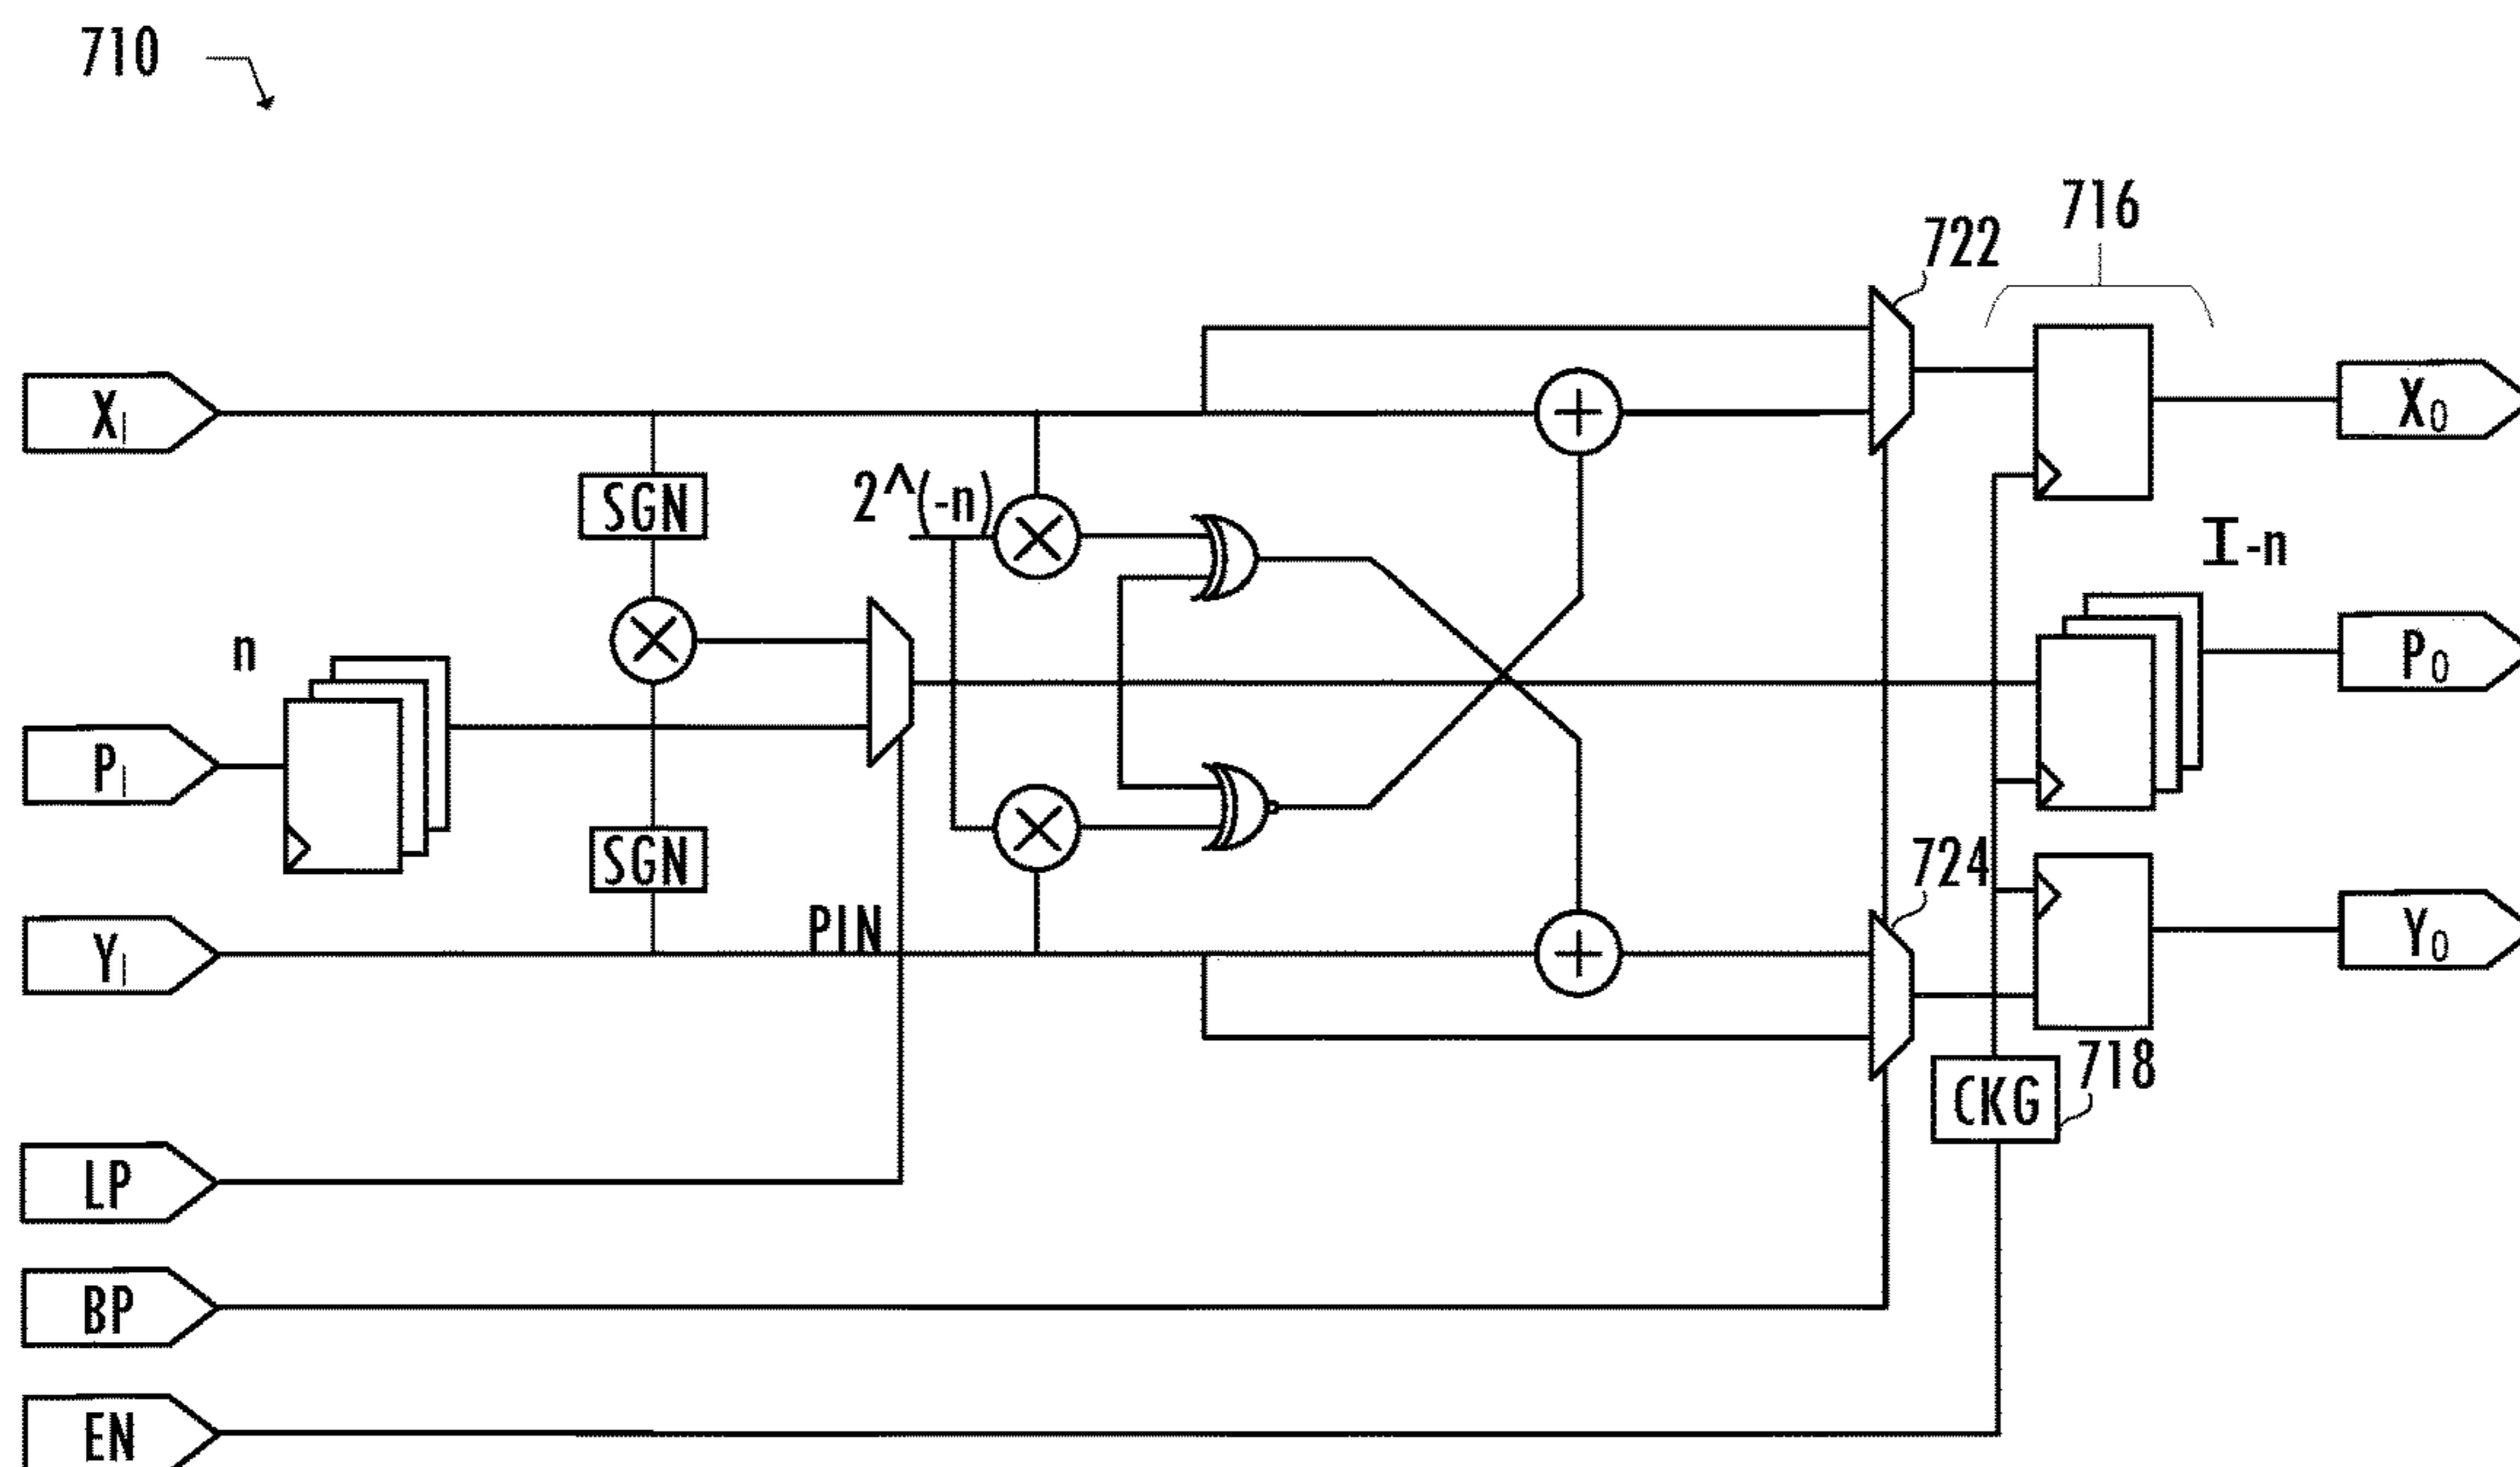 710
716
722
X_I
X_O
SGN
2^(-n)
I-n
n
P_I
P_O
SGN
724
PIN
Y_I
Y_O
CKG
718
LP
BP
EN